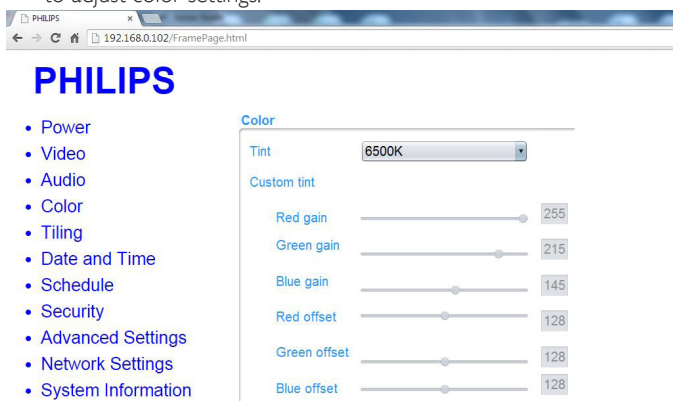 to adjust color settings.
PHILIPS
192.168.0.102/FramePage.html
PHILIPS
• Power
• Video
• Audio
• Color
• Tiling
• Date and Time
• Schedule
• Security
• Advanced Settings
• Network Settings
• System Information
Color
Tint 6500K
Custom tint
Red gain 255
Green gain 215
Blue gain 145
Red offset 128
Green offset 128
Blue offset 128